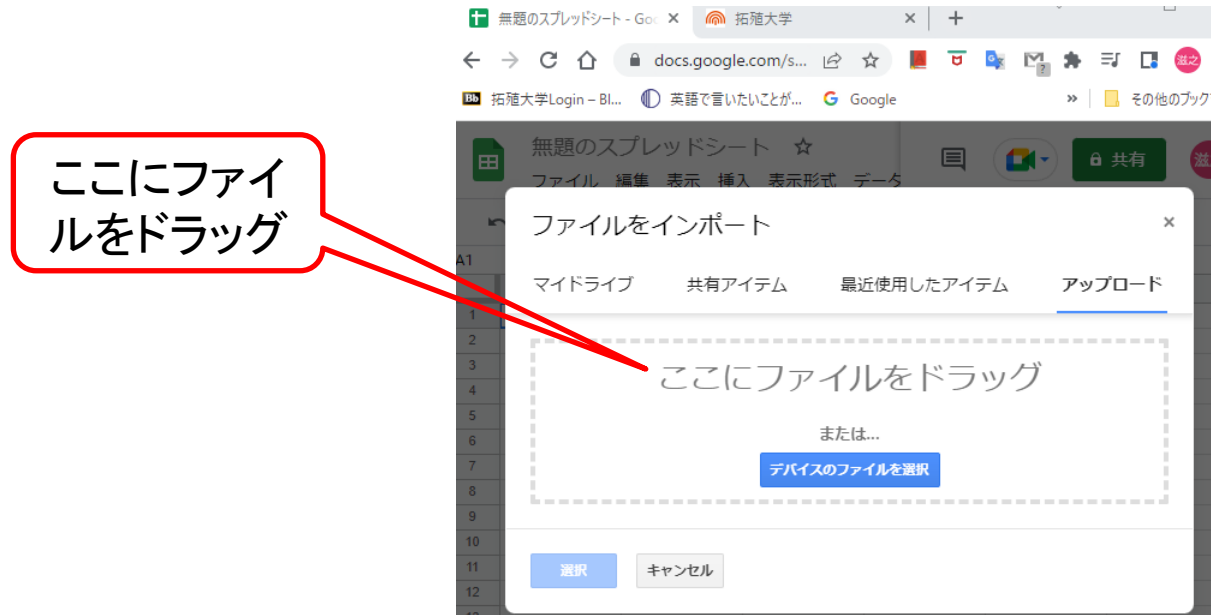 無題のスプレッドシート - Goo
拓殖大学
docs.google.com/s...
?
滋之
Bb 拓殖大学Login – Bl...
英語で言いたいことが...
G Google
»
その他のブック
ここにファイ
ルをドラッグ
無題のスプレッドシート
共有
滋
ファイル 編集 表示 挿入 表示形式 データ
ファイルをインポート
×
A1
マイドライブ 共有アイテム 最近使用したアイテム アップロード
1
2
3
4
5
6
7
8
9
10
11
12
ここにファイルをドラッグ
または...
デバイスのファイルを選択
選択 キャンセル